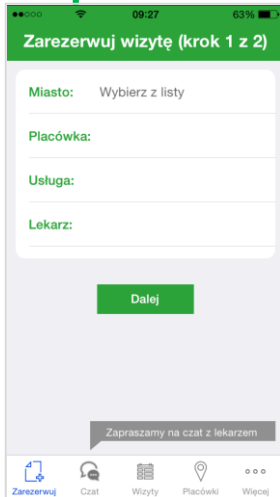 09:27 63%
Zarezerwuj wizytę (krok 1 z 2)
Miasto: Wybierz z listy
Placówka:
Usługa:
Lekarz:
Dalej
Zapraszamy na czat z lekarzem
Zarezerwuj Czat Wizyty Placówki Więcej